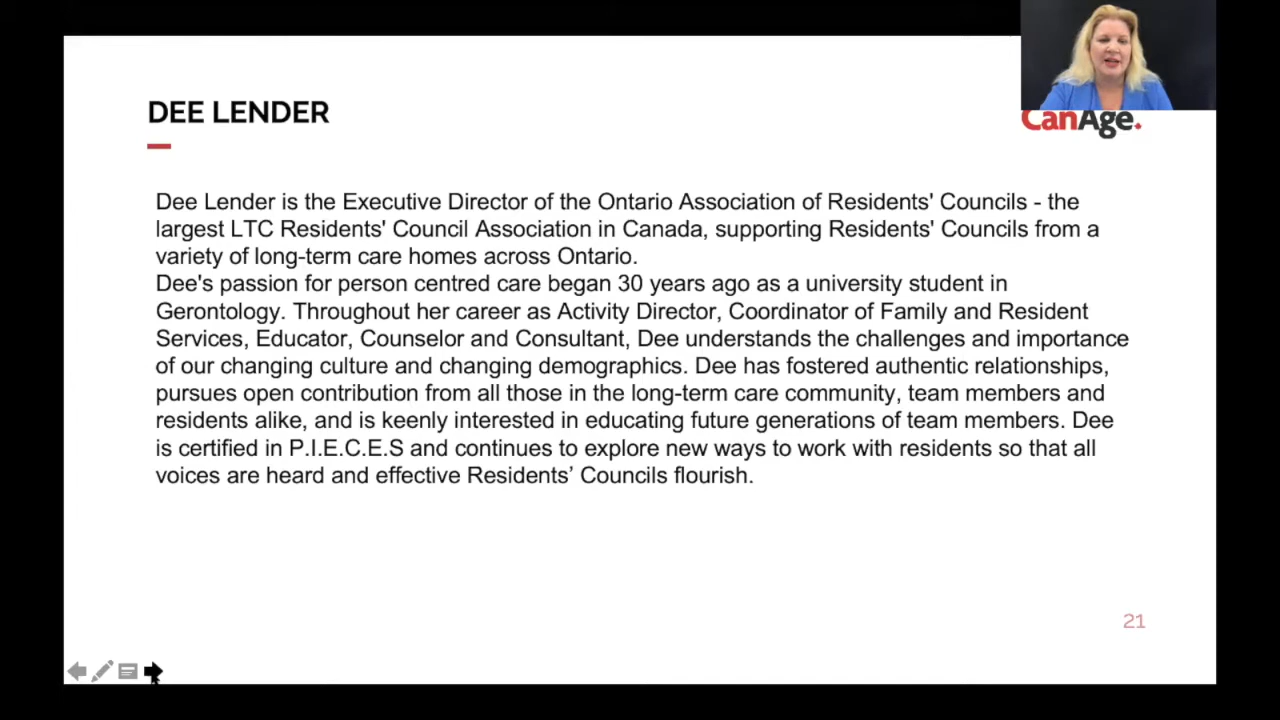 DEE LENDER
CanAge.
Dee Lender is the Executive Director of the Ontario Association of Residents' Councils - the
largest LTC Residents' Council Association in Canada, supporting Residents' Councils from a
variety of long-term care homes across Ontario.
Dee's passion for person centred care began 30 years ago as a university student in
Gerontology. Throughout her career as Activity Director, Coordinator of Family and Resident
Services, Educator, Counselor and Consultant, Dee understands the challenges and importance
of our changing culture and changing demographics. Dee has fostered authentic relationships,
pursues open contribution from all those in the long-term care community, team members and
residents alike, and is keenly interested in educating future generations of team members. Dee
is certified in P.I.E.C.E.S and continues to explore new ways to work with residents so that all
voices are heard and effective Residents’ Councils flourish.
21